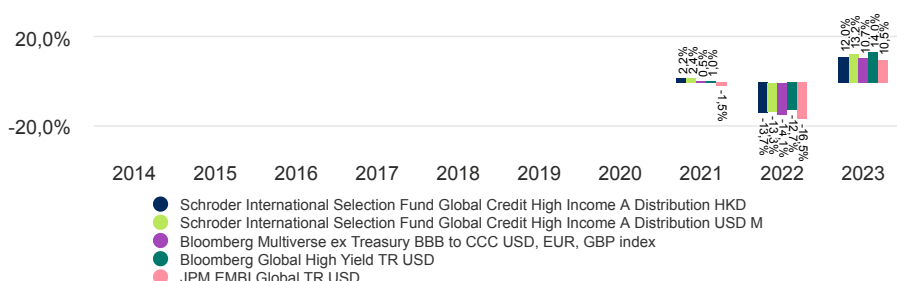 20,0%
-20,0%
2,2%
2,4%
0,5%
1,0%
-1,5%
-13,7%
-13,3%
-14,1%
-12,7%
-16,5%
12,0%
13,2%
10,7%
14,0%
10,5%
2014 2015 2016 2017 2018 2019 2020 2021 2022 2023
Schroder International Selection Fund Global Credit High Income A Distribution HKD
Schroder International Selection Fund Global Credit High Income A Distribution USD M
Bloomberg Multiverse ex Treasury BBB to CCC USD, EUR, GBP index
Bloomberg Global High Yield TR USD
JPM EMBI Global TR USD